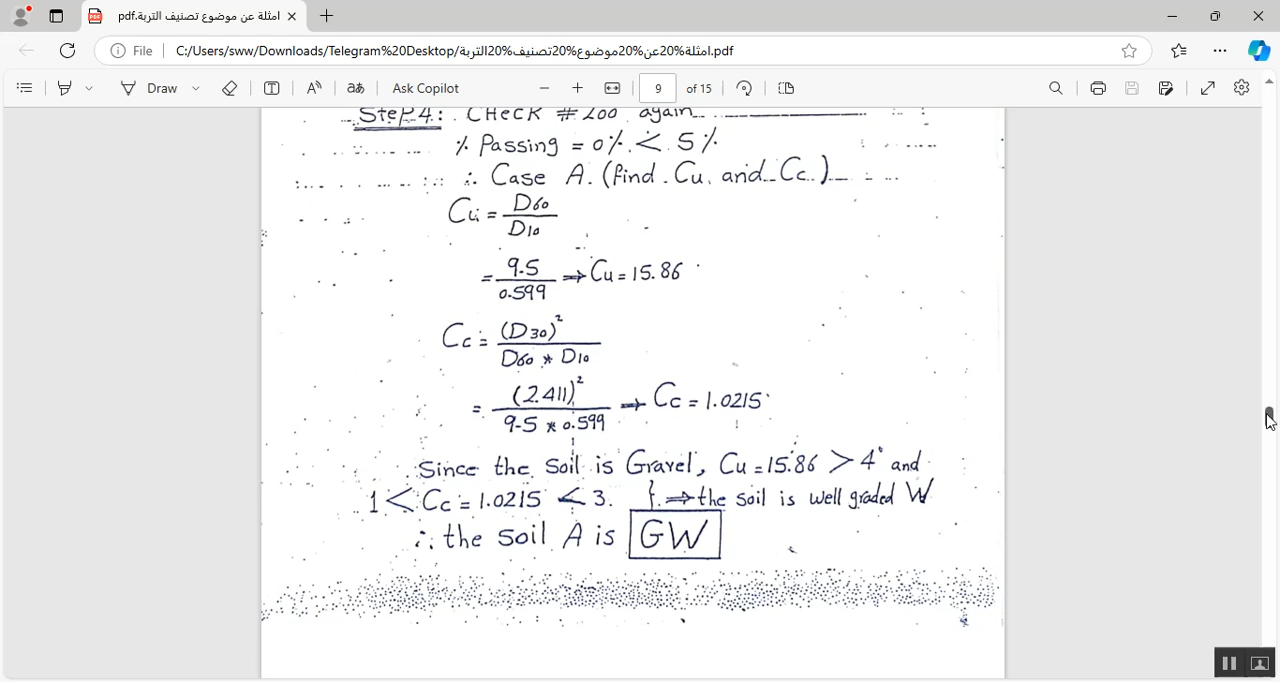 امثلة عن موضوع تصنيف التربة.pdf
File C:/Users/sww/Downloads/Telegram%20Desktop/امثلة%20عن%20موضوع%20تصنيف%20التربة.pdf
Draw Ask Copilot 9 of 15
Step 4: CHeck #200 again
% Passing = 0% < 5%
∴ Case A. (find Cu and Cc)
Cu = D60 / D10
= 9.5 / 0.599 ⇒ Cu = 15.86
Cc = (D30)² / D60 * D10
= (2.411)² / 9.5 * 0.599 → Cc = 1.0215
Since the soil is Gravel, Cu = 15.86 > 4 and
1 < Cc = 1.0215 < 3. } ⇒ the soil is well graded W
∴ the soil A is GW